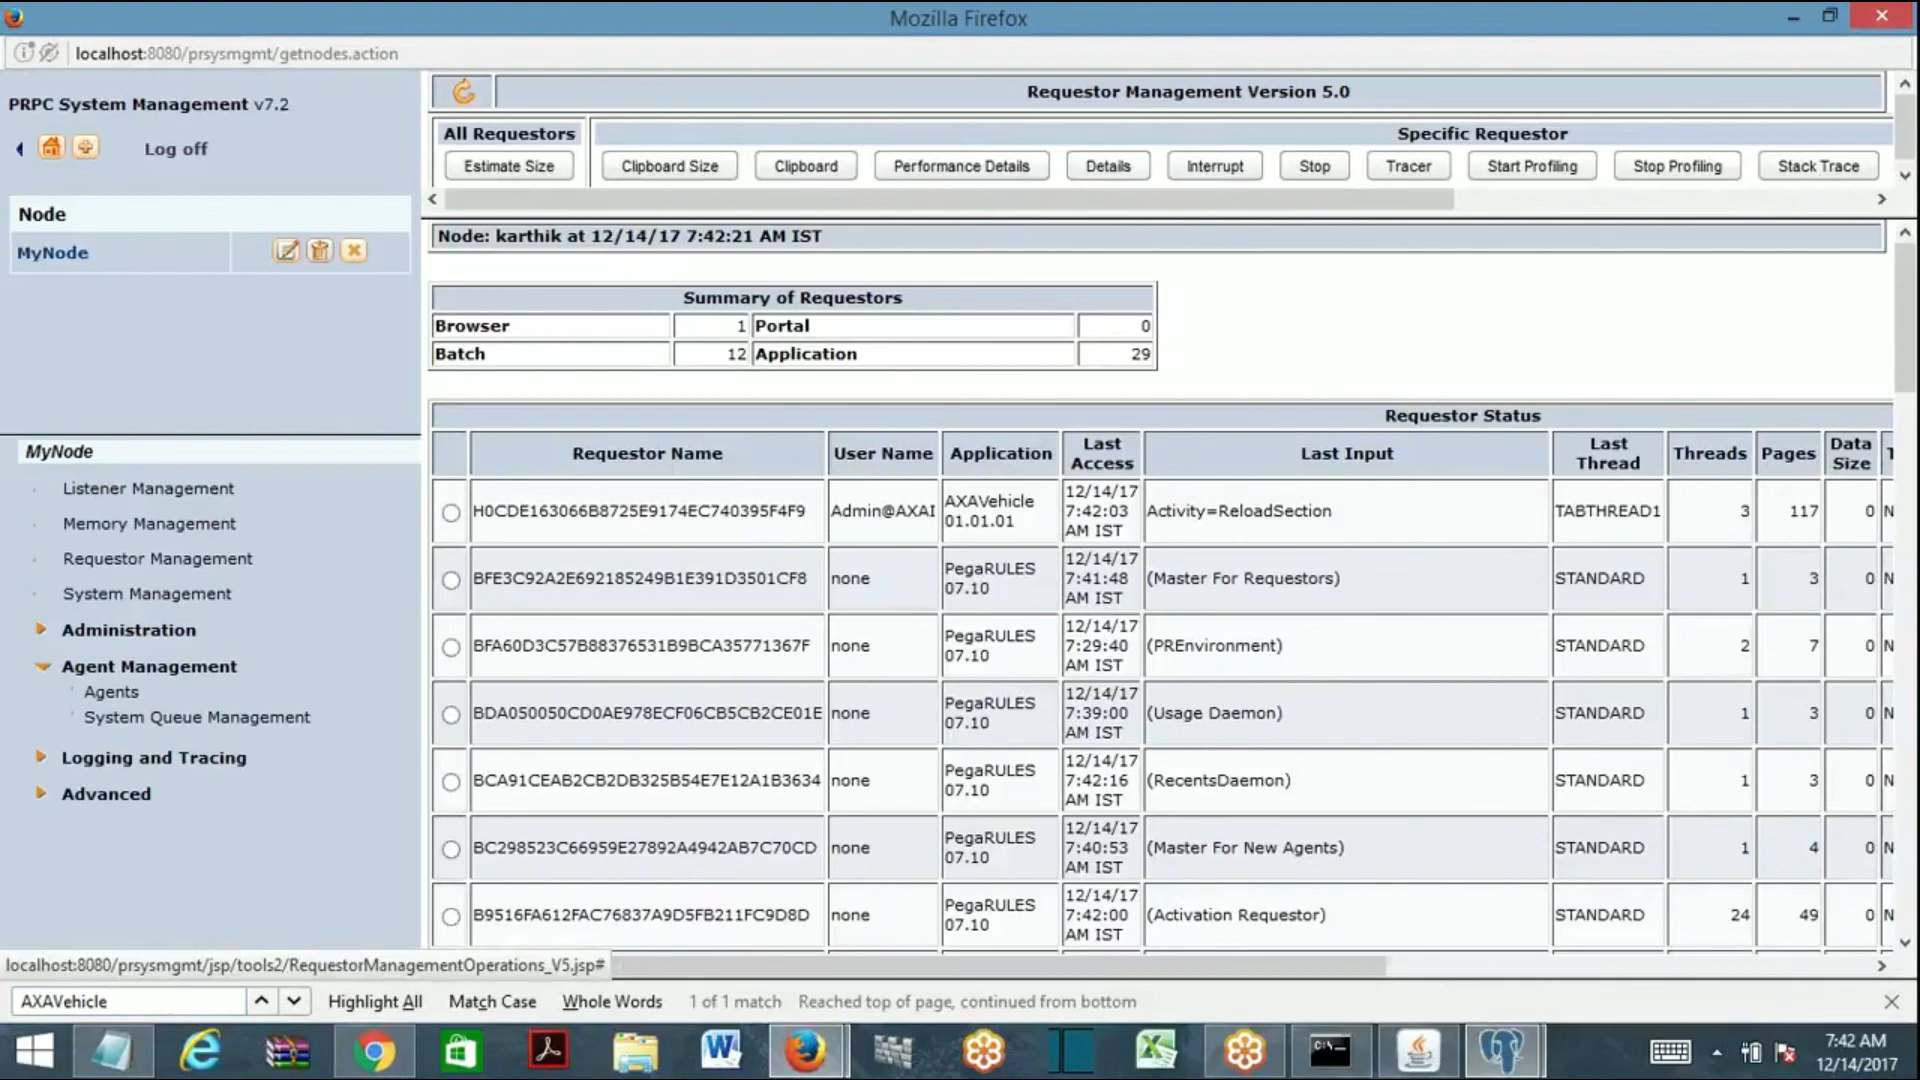 Mozilla Firefox
localhost:8080/prsysmgmt/getnodes.action
PRPC System Management v7.2
Log off
Node
MyNode
MyNode
Listener Management
Memory Management
Requestor Management
System Management
Administration
Agent Management
Agents
System Queue Management
Logging and Tracing
Advanced
Requestor Management Version 5.0
All Requestors Specific Requestor
Estimate Size Clipboard Size Clipboard Performance Details Details Interrupt Stop Tracer Start Profiling Stop Profiling Stack Trace
Node: karthik at 12/14/17 7:42:21 AM IST
Summary of Requestors
Browser 1 Portal 0
Batch 12 Application 29
Requestor Status
Requestor Name User Name Application Last Access Last Input Last Thread Threads Pages Data Size
H0CDE163066B8725E9174EC740395F4F9 Admin@AXAI AXAVehicle 01.01.01 12/14/17 7:42:03 AM IST Activity=ReloadSection TABTHREAD1 3 117 0 N
BFE3C92A2E692185249B1E391D3501CF8 none PegaRULES 07.10 12/14/17 7:41:48 AM IST (Master For Requestors) STANDARD 1 3 0 N
BFA60D3C57B88376531B9BCA35771367F none PegaRULES 07.10 12/14/17 7:29:40 AM IST (PREnvironment) STANDARD 2 7 0 N
BDA050050CD0AE978ECF06CB5CB2CE01E none PegaRULES 07.10 12/14/17 7:39:00 AM IST (Usage Daemon) STANDARD 1 3 0 N
BCA91CEAB2CB2DB325B54E7E12A1B3634 none PegaRULES 07.10 12/14/17 7:42:16 AM IST (RecentsDaemon) STANDARD 1 3 0 N
BC298523C66959E27892A4942AB7C70CD none PegaRULES 07.10 12/14/17 7:40:53 AM IST (Master For New Agents) STANDARD 1 4 0 N
B9516FA612FAC76837A9D5FB211FC9D8D none PegaRULES 07.10 12/14/17 7:42:00 AM IST (Activation Requestor) STANDARD 24 49 0 N
localhost:8080/prsysmgmt/jsp/tools2/RequestorManagementOperations_V5.jsp#
AXAVehicle Highlight All Match Case Whole Words 1 of 1 match Reached top of page, continued from bottom
7:42 AM
12/14/2017